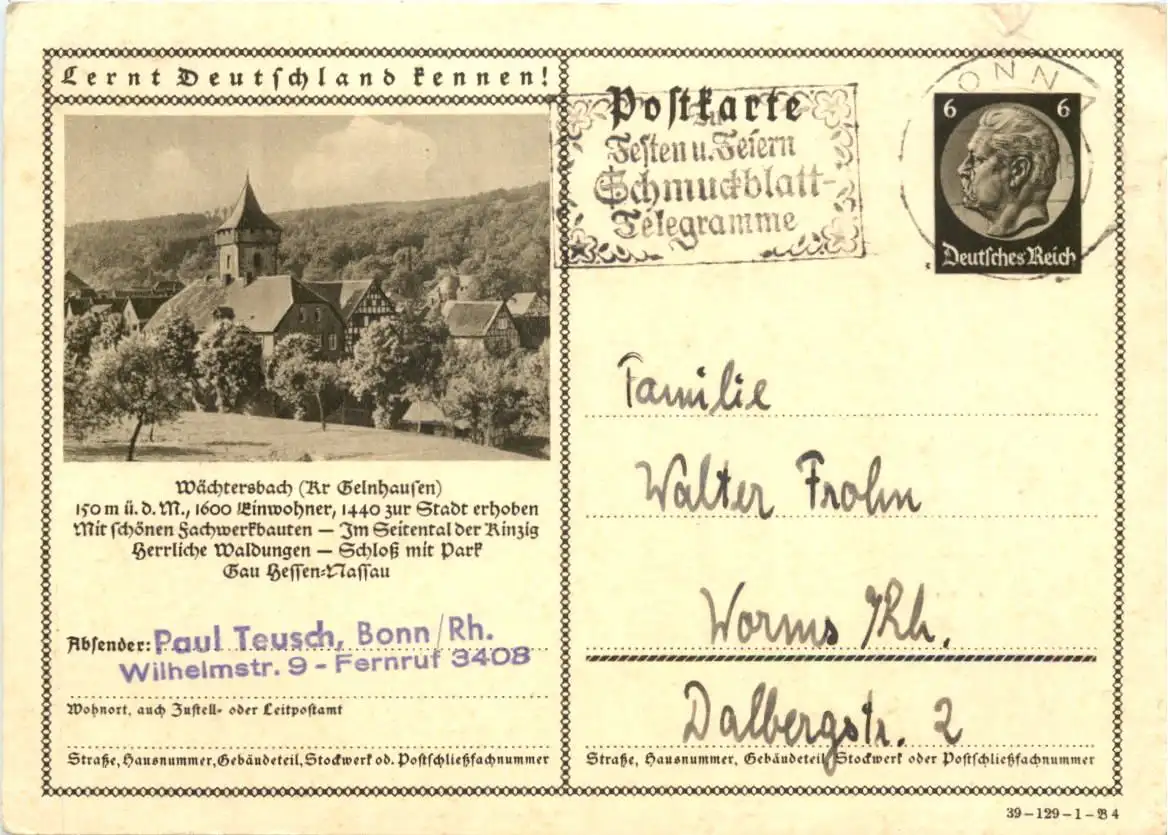 Lernt Deutschland kennen!
Wächtersbach (Kr Gelnhausen)
150 m ü. d. M., 1600 Einwohner, 1440 zur Stadt erhoben
Mit schönen Fachwerkbauten — Im Seitental der Kinzig
Herrliche Waldungen — Schloß mit Park
Gau Hessen-Nassau
Absender: Paul Teusch, Bonn/Rh.
Wilhelmstr. 9 - Fernruf 3408
Wohnort, auch Zustell- oder Leitpostamt
Straße, Hausnummer, Gebäudeteil, Stockwerk od. Postschließfachnummer
Postkarte
Zu
Festen u. Feiern
Schmuckblatt-
Telegramme
BONN
6 6
Deutsches Reich
Familie
Walter Frohn
Worms /Rh.
Dalbergstr. 2
Straße, Hausnummer, Gebäudeteil, Stockwerk oder Postschließfachnummer
39-129-1-B4